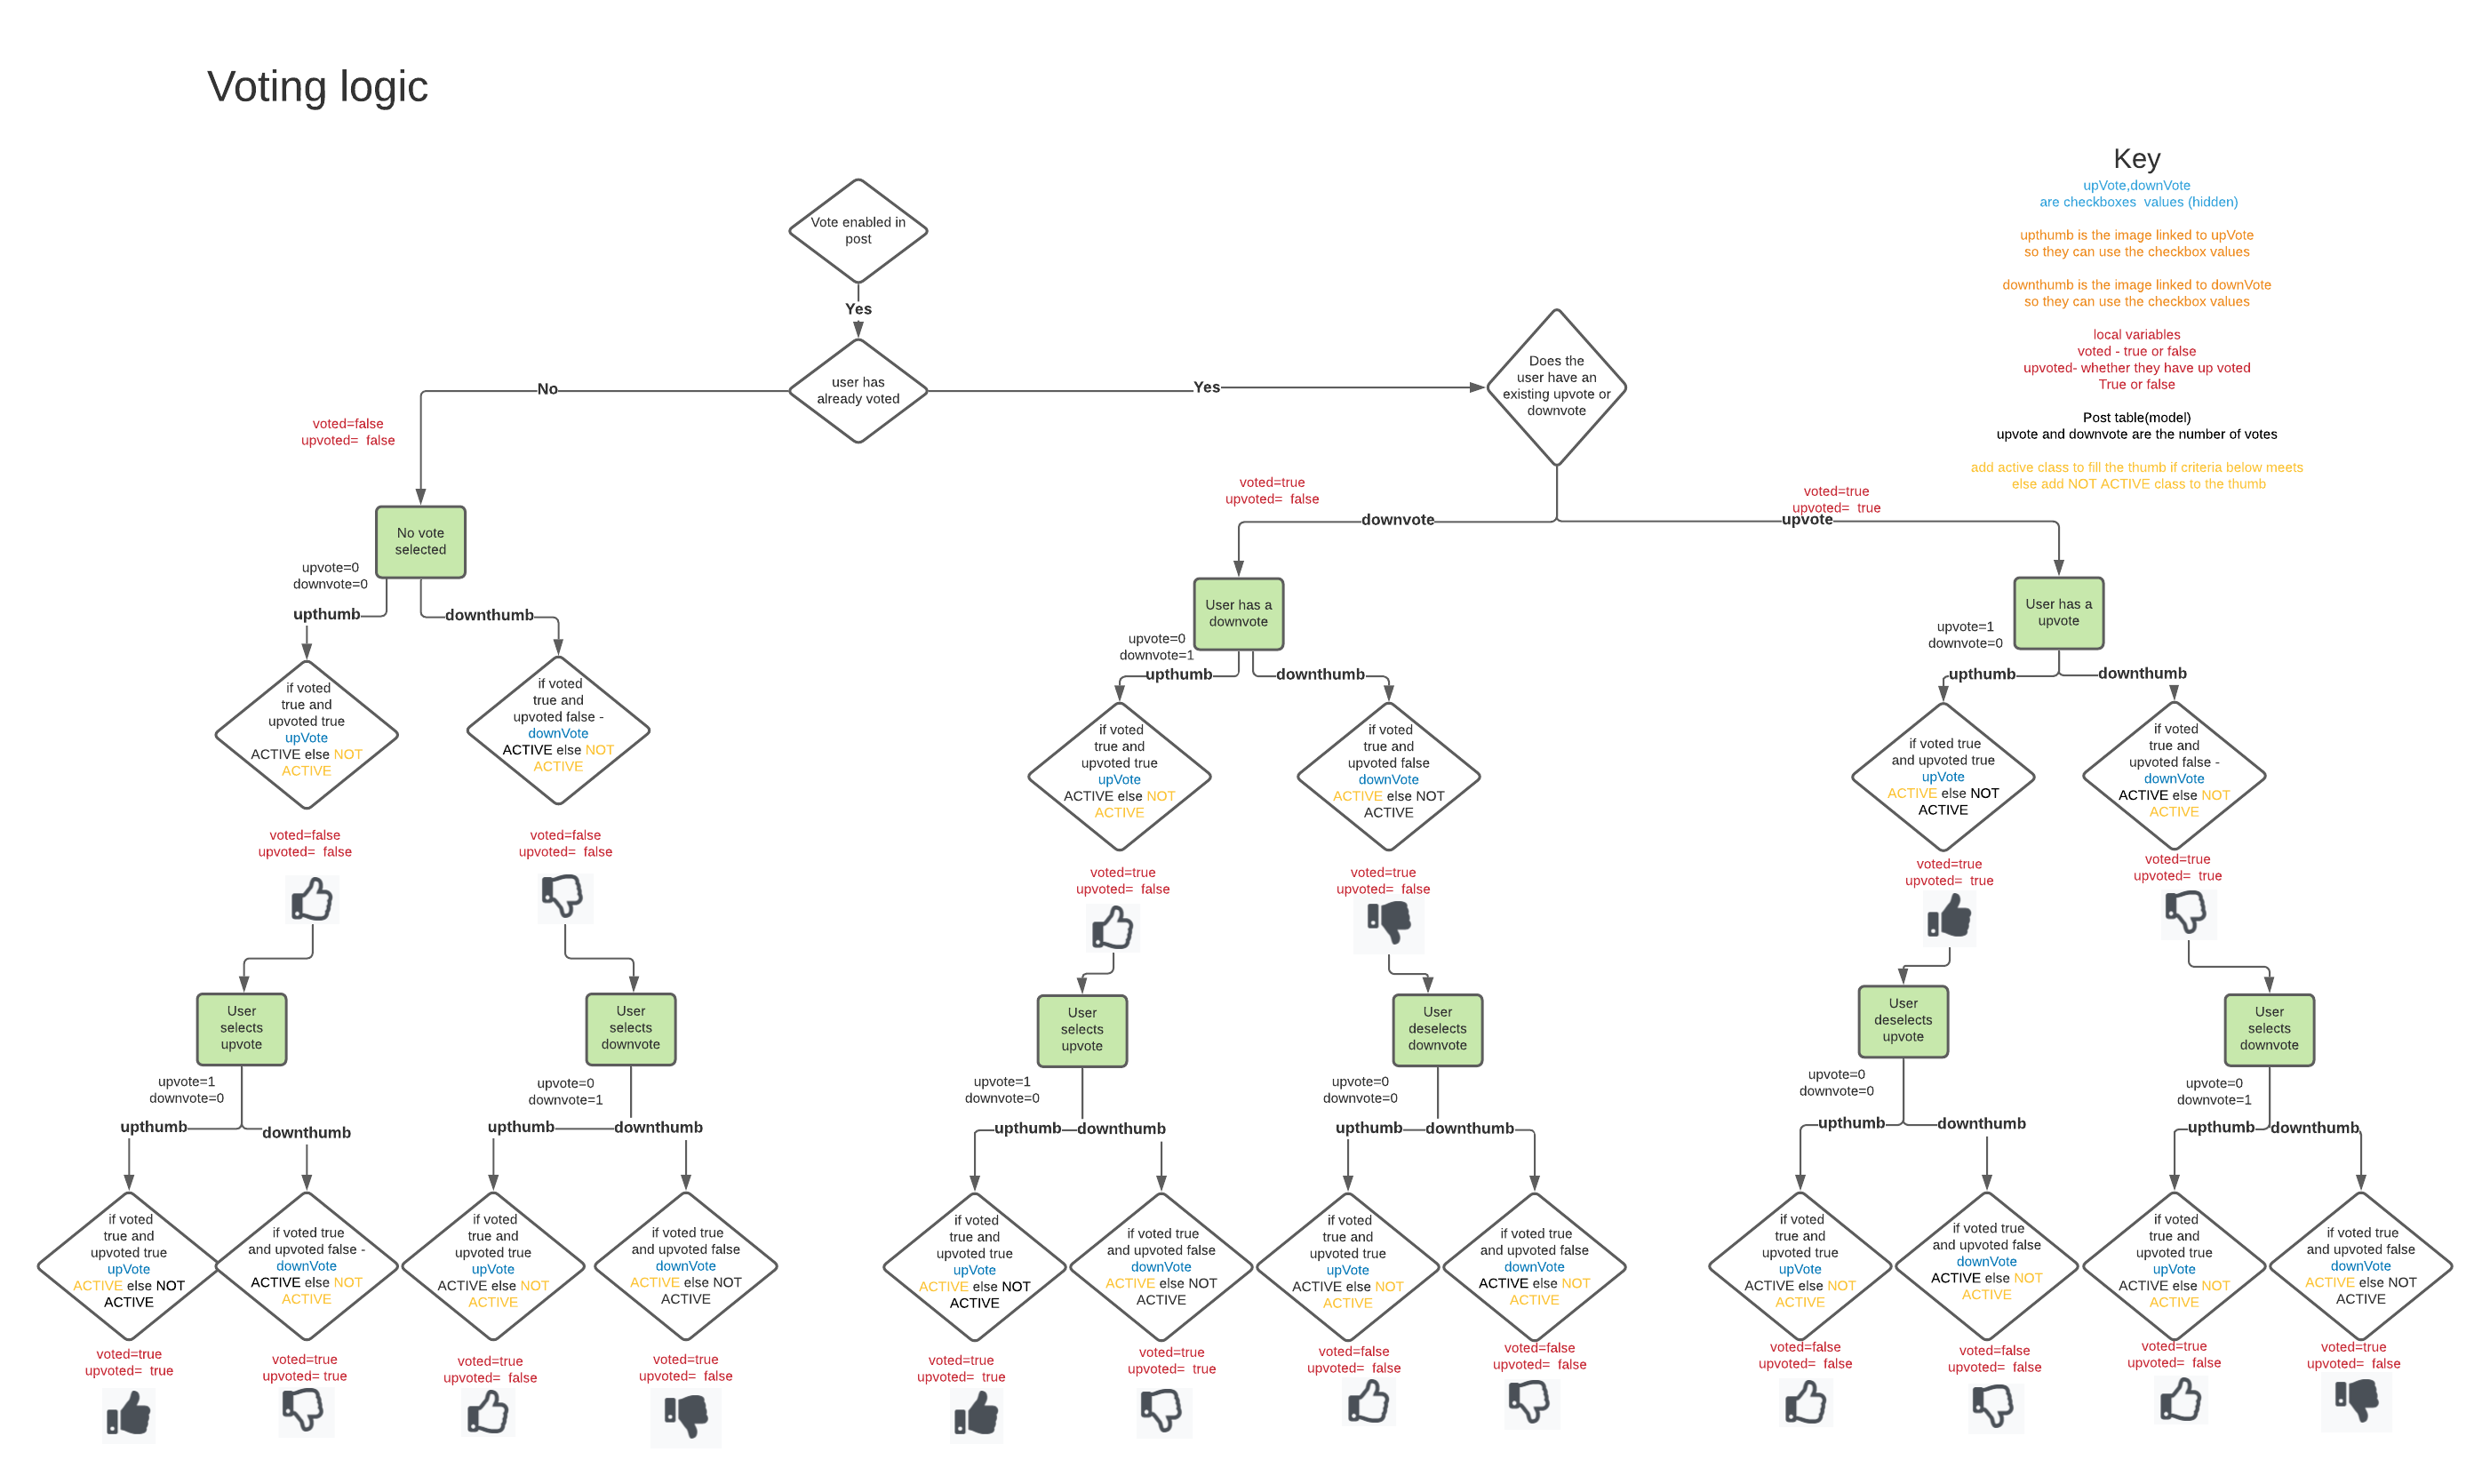 Voting logic
Key
upVote,downVote
are checkboxes  values (hidden)
upthumb is the image linked to upVote
so they can use the checkbox values
downthumb is the image linked to downVote
so they can use the checkbox values
local variables
voted - true or false
upvoted- whether they have up voted
True or false
Post table(model)
upvote and downvote are the number of votes
add active class to fill the thumb if criteria below meets
else add NOT ACTIVE class to the thumb
Vote enabled in
post
Yes
user has
already voted
No
Yes
Does the
user have an
existing upvote or
downvote
voted=false
upvoted=  false
voted=true
upvoted=  false
downvote
voted=true
upvoted=  true
upvote
No vote
selected
upvote=0
downvote=0
upthumb
downthumb
User has a
downvote
upvote=0
downvote=1
upthumb
downthumb
User has a
upvote
upvote=1
downvote=0
upthumb
downthumb
if voted
true and
upvoted true
upVote
ACTIVE else NOT
ACTIVE
if voted
true and
upvoted false -
downVote
ACTIVE else NOT
ACTIVE
if voted
true and
upvoted true
upVote
ACTIVE else NOT
ACTIVE
if voted
true and
upvoted false
downVote
ACTIVE else NOT
ACTIVE
if voted true
and upvoted true
upVote
ACTIVE else NOT
ACTIVE
if voted
true and
upvoted false -
downVote
ACTIVE else NOT
ACTIVE
voted=false
upvoted=  false
voted=false
upvoted=  false
voted=true
upvoted=  false
voted=true
upvoted=  false
voted=true
upvoted=  true
voted=true
upvoted=  true
User
selects
upvote
User
selects
downvote
User
selects
upvote
User
deselects
downvote
User
deselects
upvote
User
selects
downvote
upvote=1
downvote=0
upvote=0
downvote=1
upvote=1
downvote=0
upvote=0
downvote=0
upvote=0
downvote=0
upvote=0
downvote=1
upthumb
downthumb
upthumb
downthumb
upthumb
downthumb
upthumb
downthumb
upthumb
downthumb
upthumb
downthumb
if voted
true and
upvoted true
upVote
ACTIVE else NOT
ACTIVE
if voted true
and upvoted false -
downVote
ACTIVE else NOT
ACTIVE
if voted
true and
upvoted true
upVote
ACTIVE else NOT
ACTIVE
if voted true
and upvoted false
downVote
ACTIVE else NOT
ACTIVE
if voted
true and
upvoted true
upVote
ACTIVE else NOT
ACTIVE
if voted true
and upvoted false
downVote
ACTIVE else NOT
ACTIVE
if voted
true and
upvoted true
upVote
ACTIVE else NOT
ACTIVE
if voted true
and upvoted false
downVote
ACTIVE else NOT
ACTIVE
if voted
true and
upvoted true
upVote
ACTIVE else NOT
ACTIVE
if voted true
and upvoted false
downVote
ACTIVE else NOT
ACTIVE
if voted
true and
upvoted true
upVote
ACTIVE else NOT
ACTIVE
if voted true
and upvoted false
downVote
ACTIVE else NOT
ACTIVE
voted=true
upvoted=  true
voted=true
upvoted= true
voted=true
upvoted=  false
voted=true
upvoted=  false
voted=true
upvoted=  true
voted=true
upvoted=  true
voted=false
upvoted=  false
voted=false
upvoted=  false
voted=false
upvoted=  false
voted=false
upvoted=  false
voted=true
upvoted=  false
voted=true
upvoted=  false